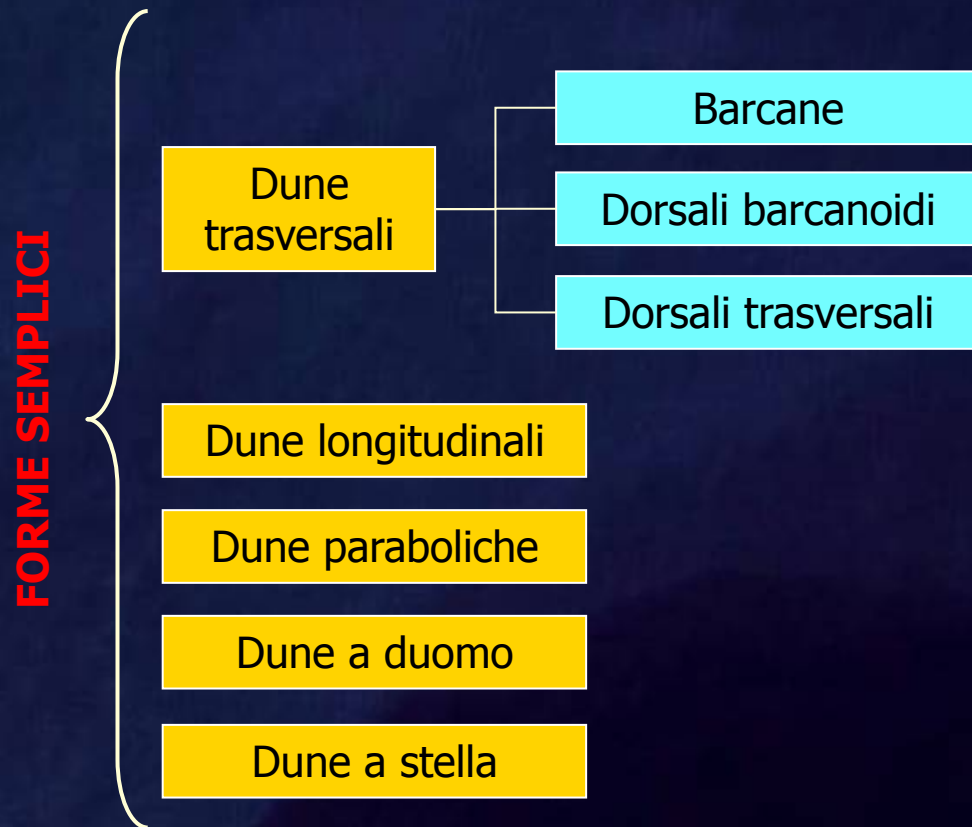 FORME SEMPLICI
Dune
trasversali
Barcane
Dorsali barcanoidi
Dorsali trasversali
Dune longitudinali
Dune paraboliche
Dune a duomo
Dune a stella